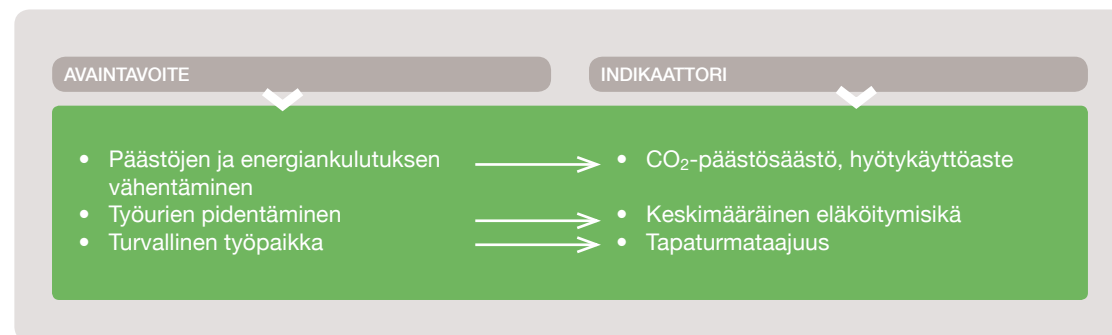 AVAINTAVOITE
INDIKAATTORI
• Päästöjen ja energiankulutuksen
vähentäminen
• Työurien pidentäminen
• Turvallinen työpaikka
• CO₂-päästösäästö, hyötykäyttöaste
• Keskimääräinen eläköitymisikä
• Tapaturmataajuus